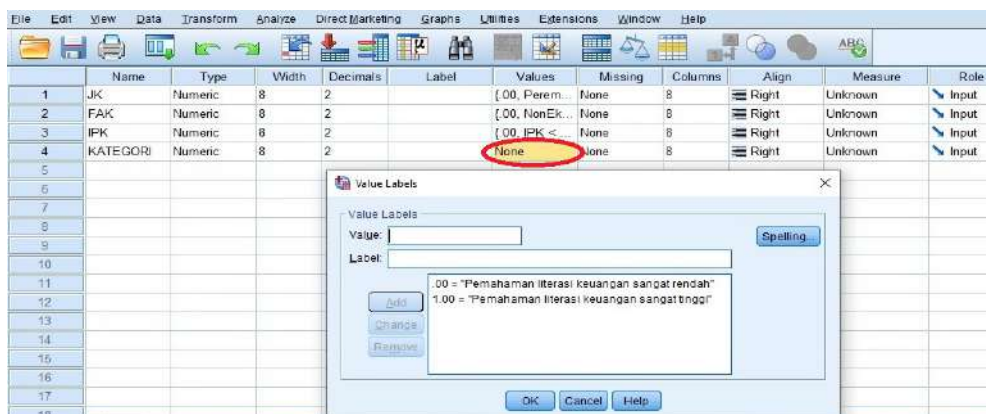 File Edit View Data Transform Analyze Direct Marketing Graphs Utilities Extensions Window Help
Name Type Width Decimals Label Values Missing Columns Align Measure Role
1 JK Numeric 8 2 {.00, Perem... None 8 Right Unknown Input
2 FAK Numeric 8 2 {.00, NonEk... None 8 Right Unknown Input
3 IPK Numeric 8 2 {.00, IPK < ... None 8 Right Unknown Input
4 KATEGORI Numeric 8 2 None None 8 Right Unknown Input
5
6
7
8
9
10
11
12
13
14
15
16
17
Value Labels
Value Labels
Value:
Spelling...
Label:
.00 = "Pemahaman literasi keuangan sangat rendah"
1.00 = "Pemahaman literasi keuangan sangat tinggi"
Add
Change
Remove
OK Cancel Help